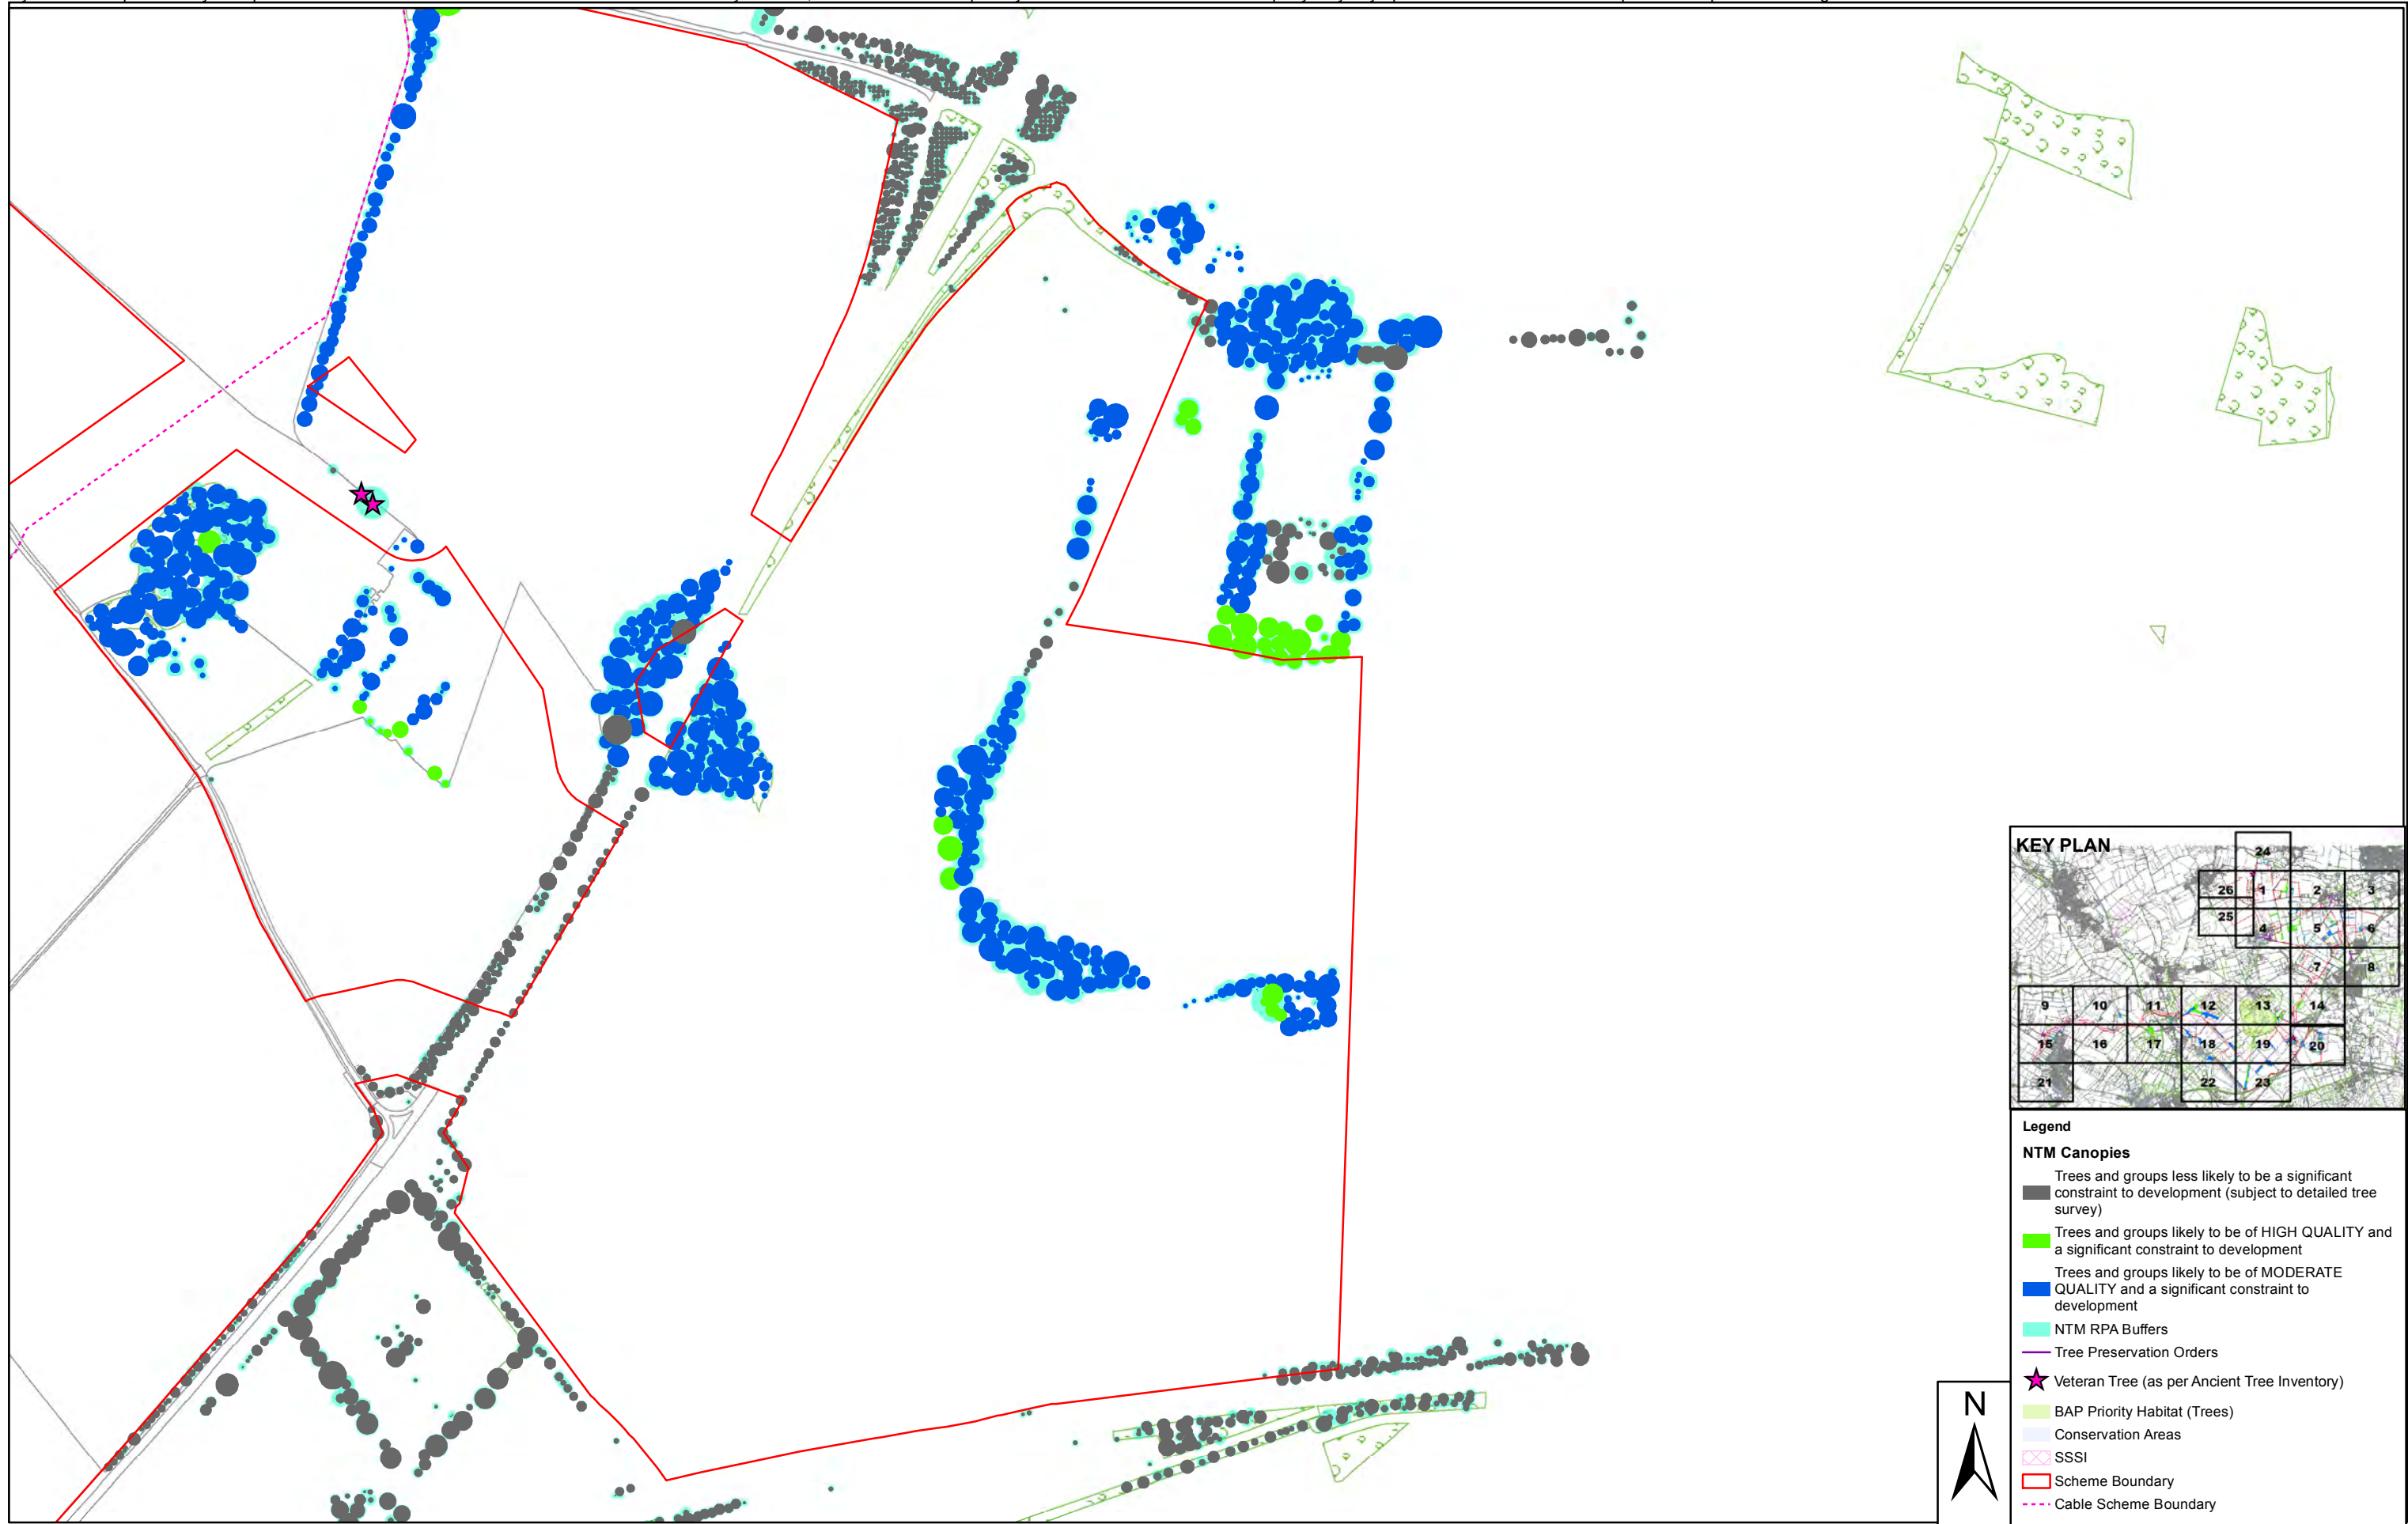 KEY PLAN
24
26 1 2 3
25
4 5 6
7 8
9 10 11 12 13 14
15 16 17 18 19 20
21 22 23
Legend
NTM Canopies
Trees and groups less likely to be a significant
constraint to development (subject to detailed tree
survey)
Trees and groups likely to be of HIGH QUALITY and
a significant constraint to development
Trees and groups likely to be of MODERATE
QUALITY and a significant constraint to
development
NTM RPA Buffers
Tree Preservation Orders
Veteran Tree (as per Ancient Tree Inventory)
BAP Priority Habitat (Trees)
Conservation Areas
SSSI
Scheme Boundary
Cable Scheme Boundary
N